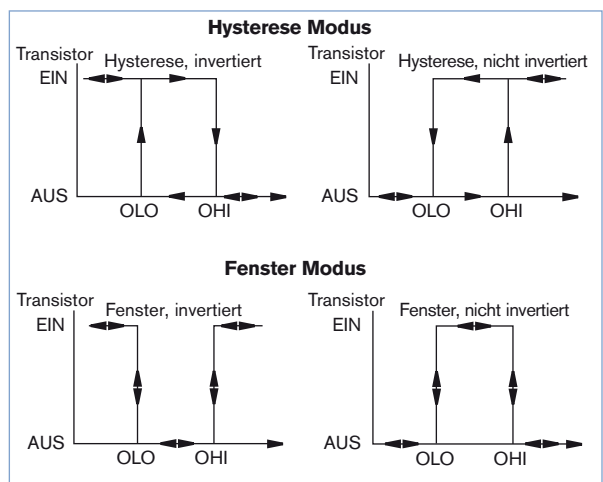 Hysterese Modus
Transistor
Hysterese, invertiert
EIN
AUS
OLO
OHI
Transistor
Hysterese, nicht invertiert
EIN
AUS
OLO
OHI
Fenster Modus
Transistor
Fenster, invertiert
EIN
AUS
OLO
OHI
Transistor
Fenster, nicht invertiert
EIN
AUS
OLO
OHI